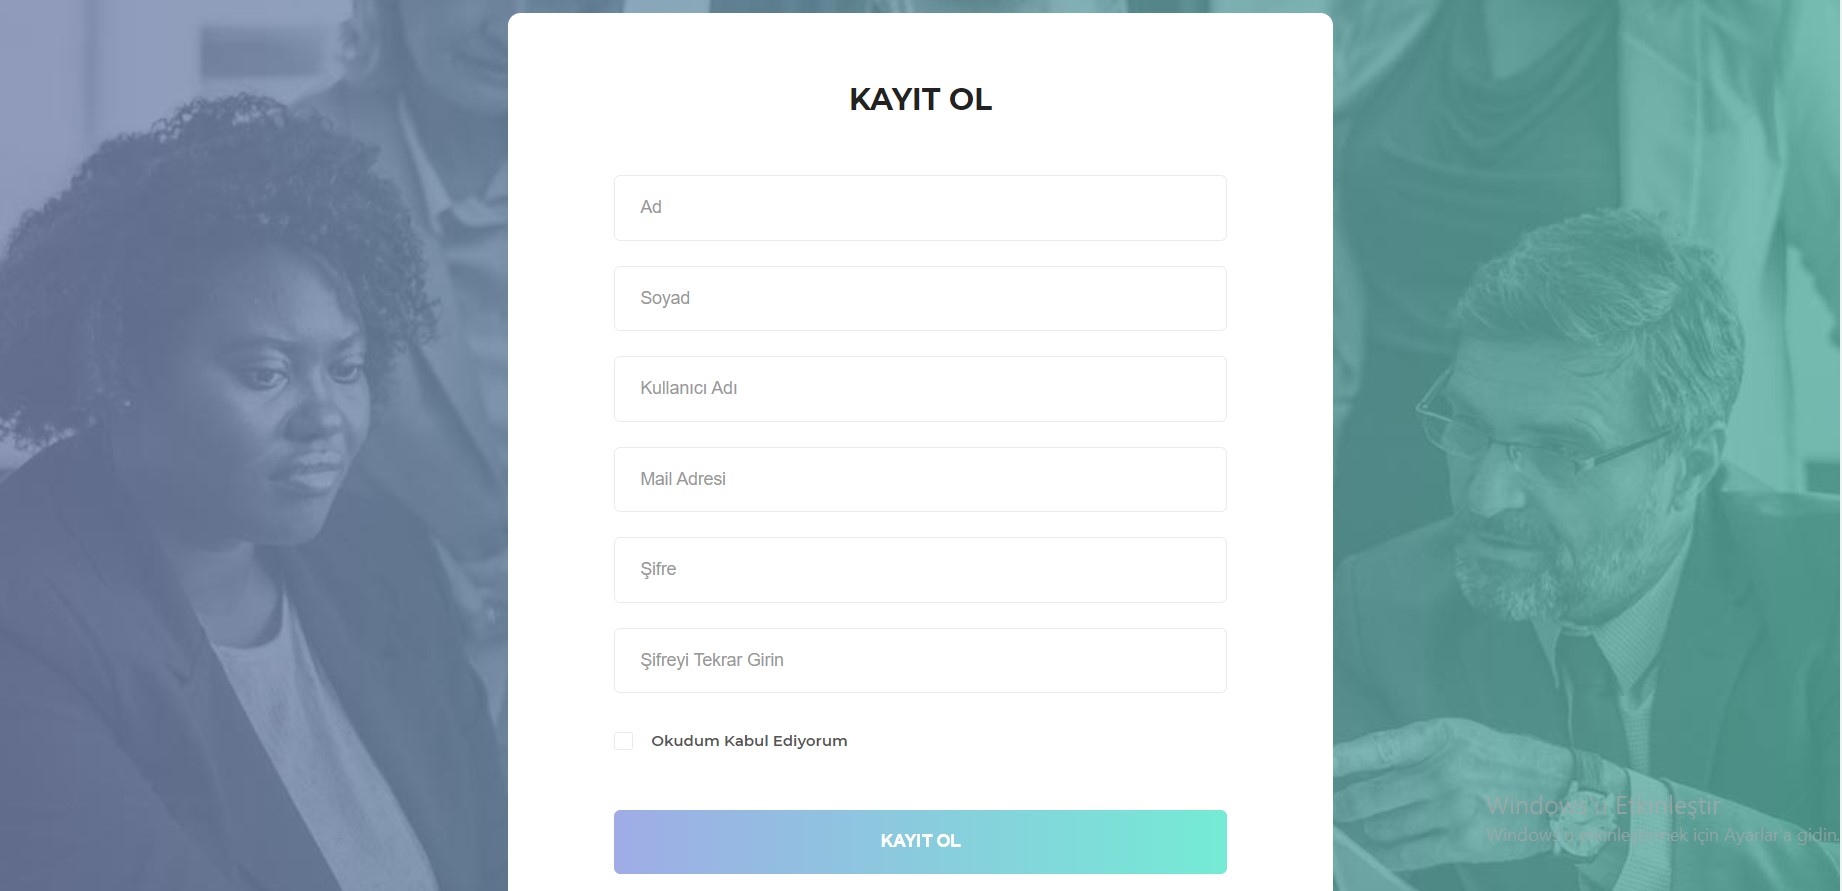 KAYIT OL
Ad
Soyad
Kullanıcı Adı
Mail Adresi
Şifre
Şifreyi Tekrar Girin
Okudum Kabul Ediyorum
KAYIT OL
Windows'u Etkinleştir
Windows'u etkinleştirmek için Ayarlar'a gidin.